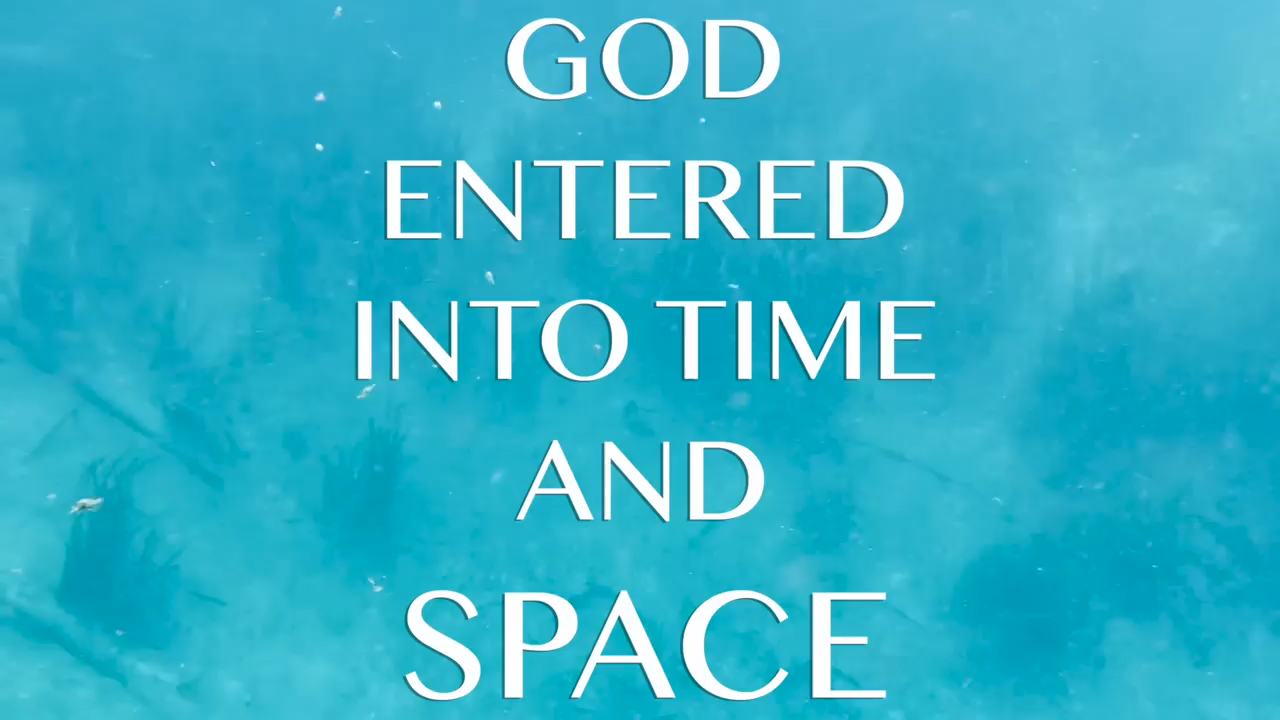 GOD
ENTERED
INTO TIME
AND
SPACE